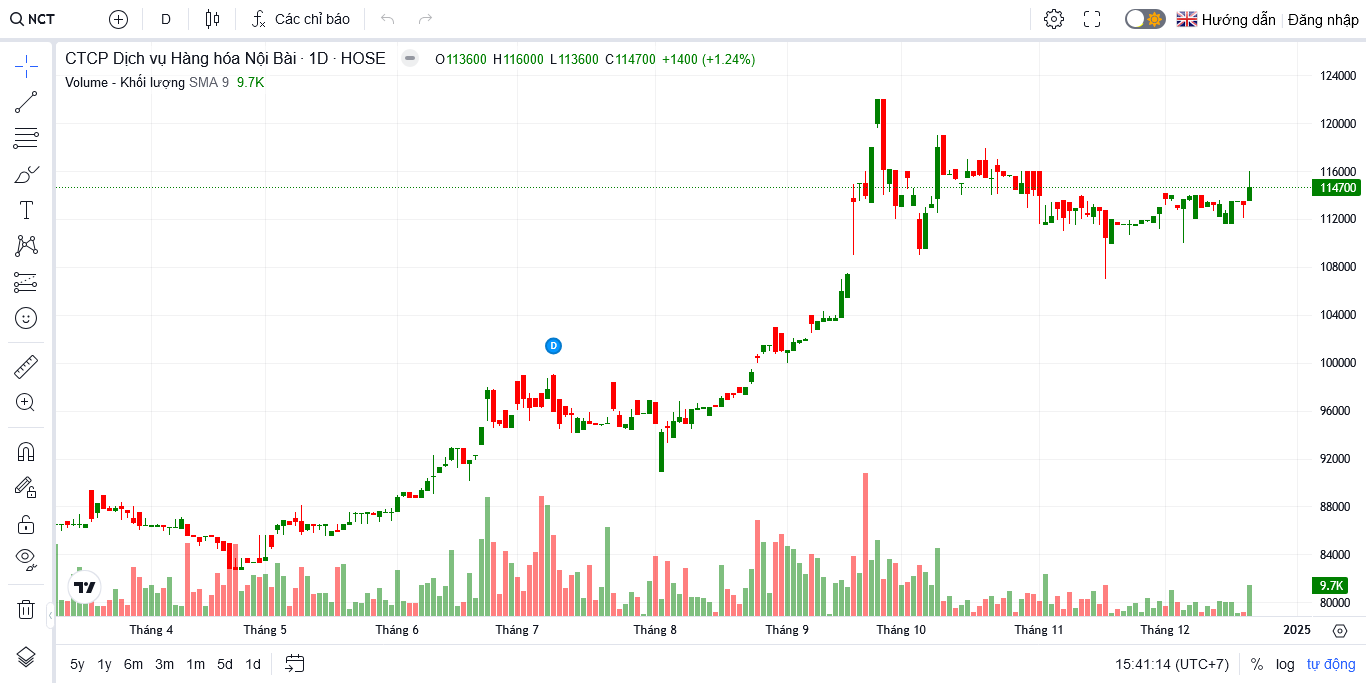 NCT D Các chỉ báo Hướng dẫn Đăng nhập
CTCP Dịch vụ Hàng hóa Nội Bài · 1D · HOSE O113600 H116000 L113600 C114700 +1400 (+1.24%)
Volume - Khối lượng SMA 9 9.7K
124000
120000
116000
114700
112000
108000
104000
D
100000
96000
92000
88000
84000
9.7K
80000
Tháng 4 Tháng 5 Tháng 6 Tháng 7 Tháng 8 Tháng 9 Tháng 10 Tháng 11 Tháng 12 2025
5y 1y 6m 3m 1m 5d 1d 15:41:14 (UTC+7) % log tự động